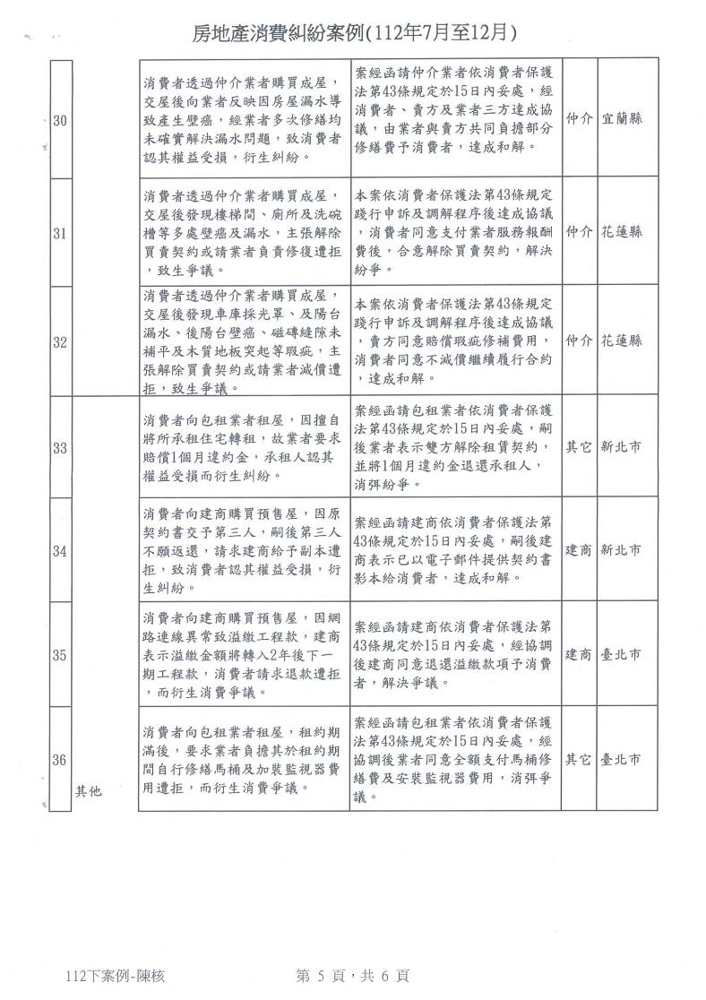 房地產消費糾紛案例(112年7月至12月)
30
消費者透過仲介業者購買成屋，
交屋後向業者反映因房屋漏水導
致產生壁癌，經業者多次修繕均
未確實解決漏水問題，致消費者
認其權益受損，衍生糾紛。
案經函請仲介業者依消費者保護
法第43條規定於15日內妥處，經
消費者、賣方及業者三方達成協
議，由業者與賣方共同負擔部分
修繕費予消費者，達成和解。
仲介
宜蘭縣
31
消費者透過仲介業者購買成屋，
交屋後發現樓梯間、廁所及洗碗
槽等多處壁癌及漏水，主張解除
買賣契約或請業者負責修復遭拒
，致生爭議。
本案依消費者保護法第43條規定
踐行申訴及調解程序後達成協議
，消費者同意支付業者服務報酬
費後，合意解除買賣契約，解決
紛爭。
仲介
花蓮縣
32
消費者透過仲介業者購買成屋，
交屋後發現車庫採光罩、及陽台
漏水、後陽台壁癌、磁磚縫隙未
補平及木質地板突起等瑕疵，主
張解除買賣契約或請業者減價遭
拒，致生爭議。
本案依消費者保護法第43條規定
踐行申訴及調解程序後達成協議
，賣方同意賠償瑕疵修補費用，
消費者同意不減價繼續履行合約
，達成和解。
仲介
花蓮縣
33
消費者向包租業者租屋，因擅自
將所承租住宅轉租，故業者要求
賠償1個月違約金，承租人認其
權益受損而衍生糾紛。
案經函請包租業者依消費者保護
法第43條規定於15日內妥處，嗣
後業者表示雙方解除租賃契約，
並將1個月違約金退還承租人，
消弭紛爭。
其它
新北市
34
消費者向建商購買預售屋，因原
契約書交予第三人，嗣後第三人
不願返還，請求建商給予副本遭
拒，致消費者認其權益受損，衍
生糾紛。
案經函請建商依消費者保護法第
43條規定於15日內妥處，嗣後建
商表示已以電子郵件提供契約書
影本給消費者，達成和解。
建商
新北市
35
消費者向建商購買預售屋，因網
路連線異常致溢繳工程款，建商
表示溢繳金額將轉入2年後下一
期工程款，消費者請求退款遭拒
，而衍生消費爭議。
案經函請建商依消費者保護法第
43條規定於15日內妥處，經協調
後建商同意退還溢繳款項予消費
者，解決爭議。
建商
臺北市
36
其他
消費者向包租業者租屋，租約期
滿後，要求業者負擔其於租約期
間自行修繕馬桶及加裝監視器費
用遭拒，而衍生消費爭議。
案經函請包租業者依消費者保護
法第43條規定於15日內妥處，經
協調後業者同意全額支付馬桶修
繕費及安裝監視器費用，消弭爭
議。
其它
臺北市
112下案例-陳核
第 5 頁，共 6 頁